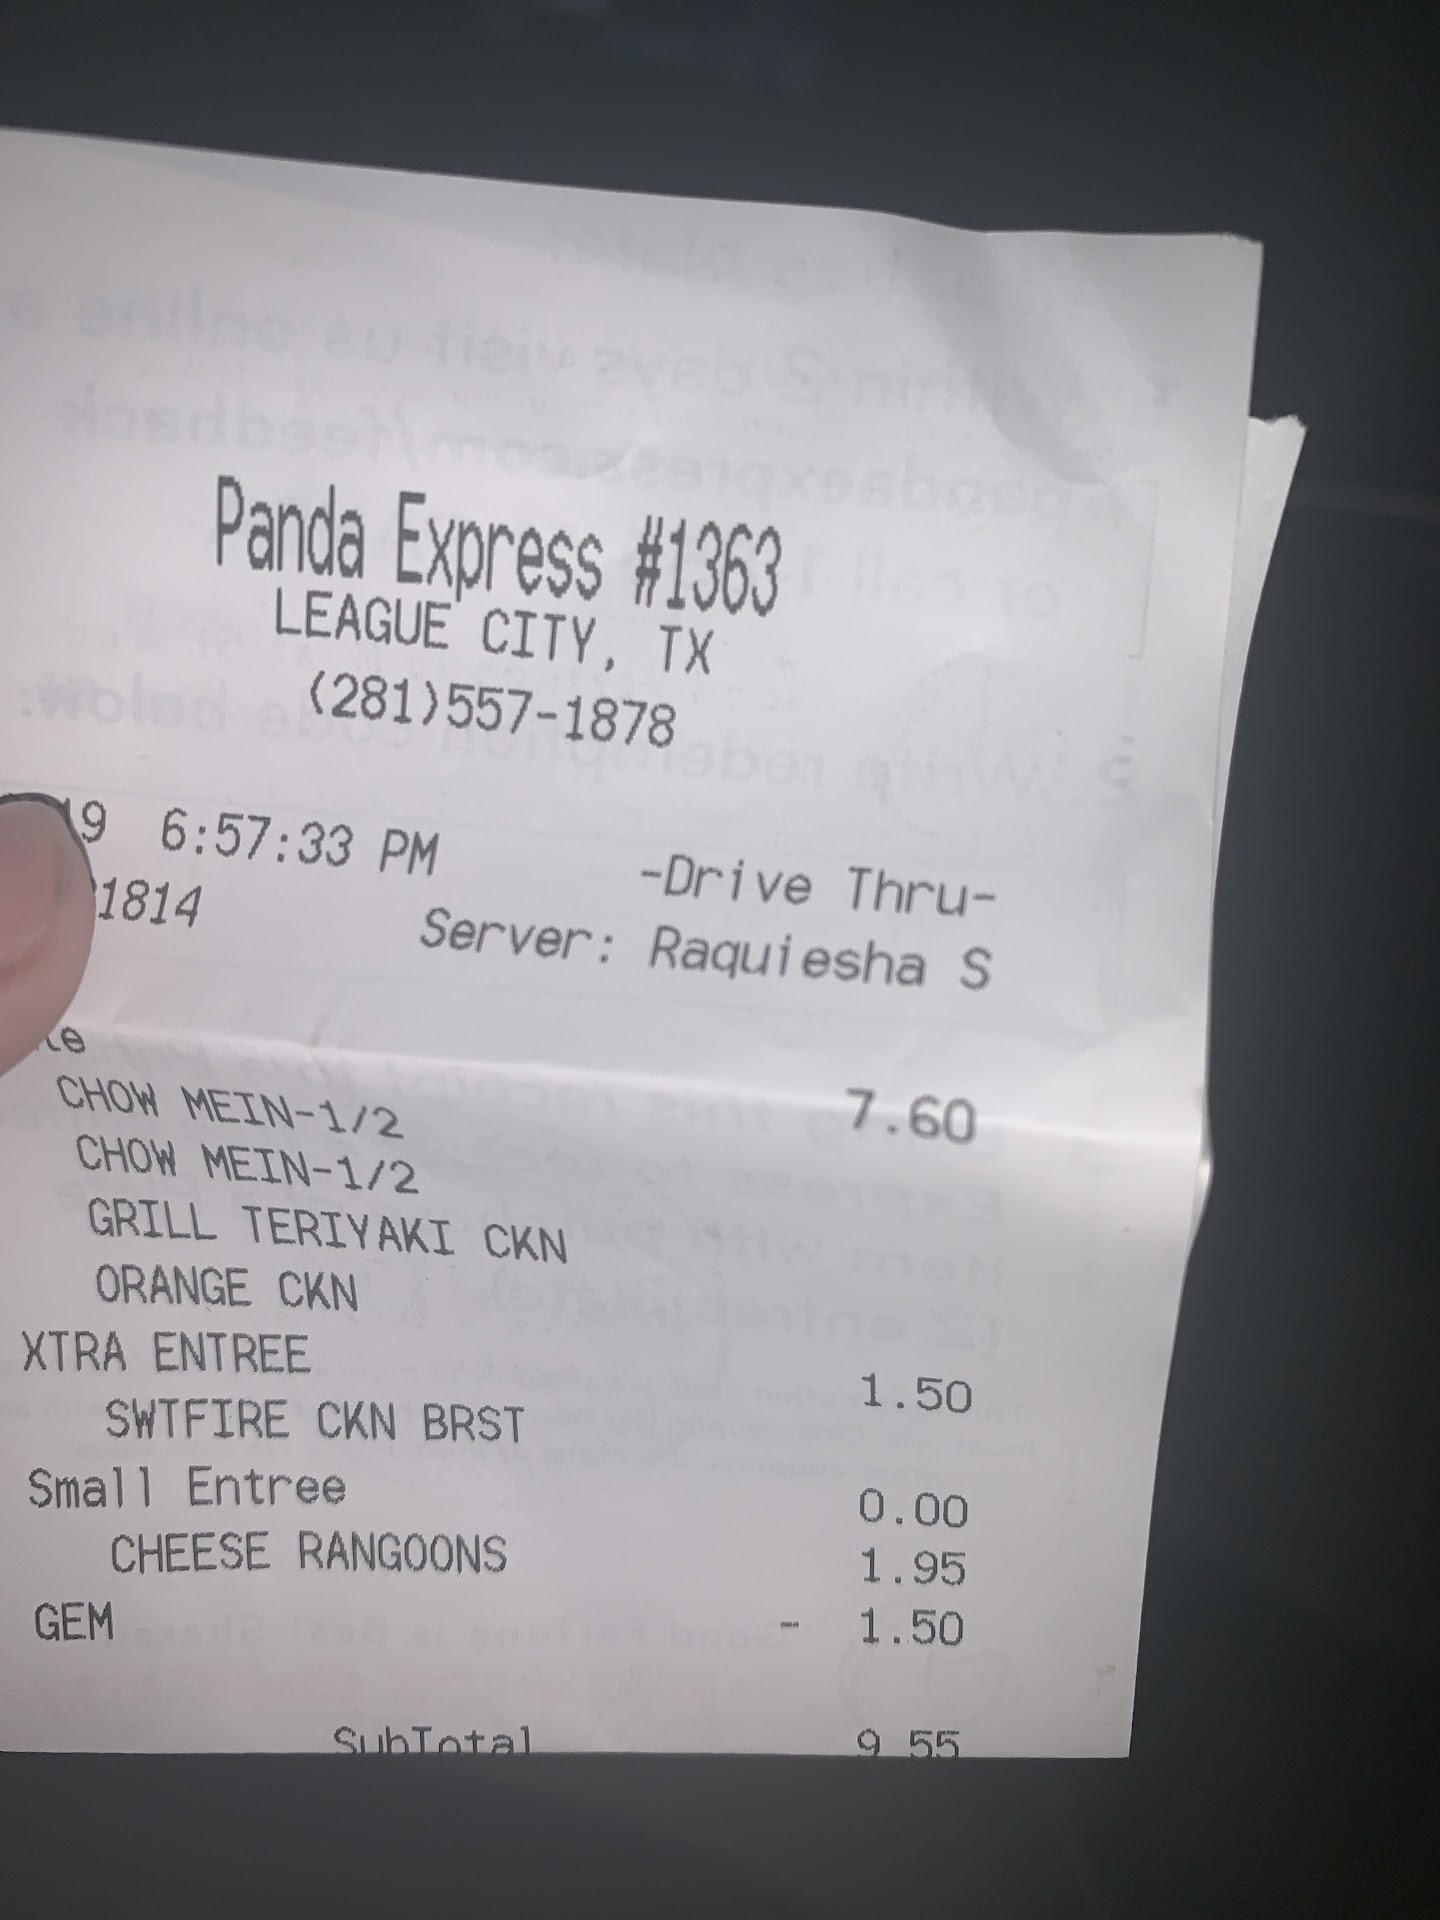 Panda Express #1363
LEAGUE CITY, TX
(281)557-1878
19 6:57:33 PM -Drive Thru-
1814 Server: Raquiesha S
te 7.60
CHOW MEIN-1/2
CHOW MEIN-1/2
GRILL TERIYAKI CKN
ORANGE CKN
XTRA ENTREE 1.50
SWTFIRE CKN BRST
Small Entree 0.00
CHEESE RANGOONS 1.95
GEM - 1.50
SubTotal 9.55